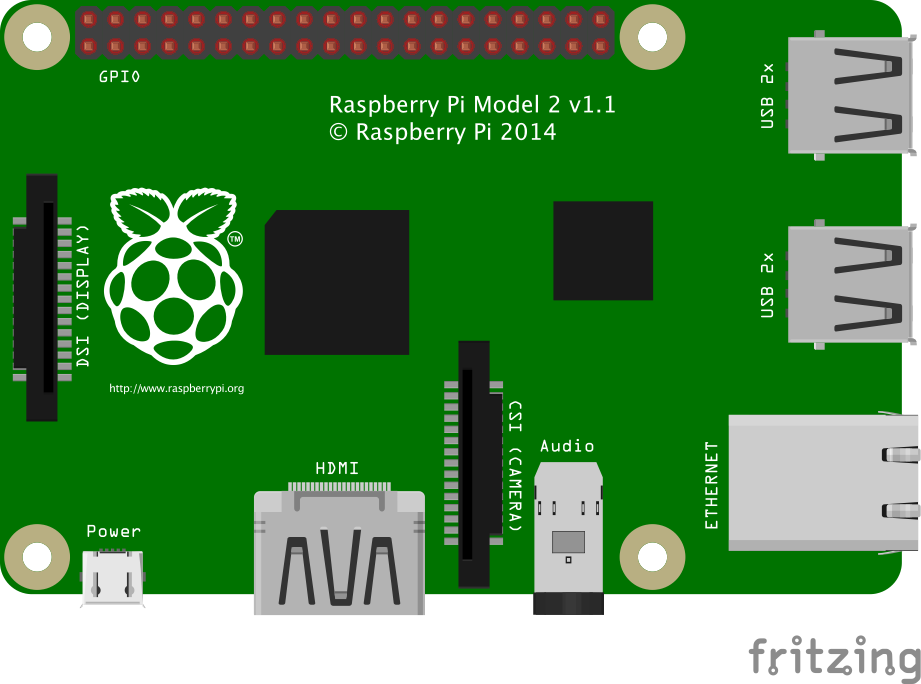 GPIO
Raspberry Pi Model 2 v1.1
© Raspberry Pi 2014
USB 2x
USB 2x
DSI (DISPLAY)
TM
http://www.raspberrypi.org
CSI (CAMERA)
Audio
ETHERNET
HDMI
Power
fritzing